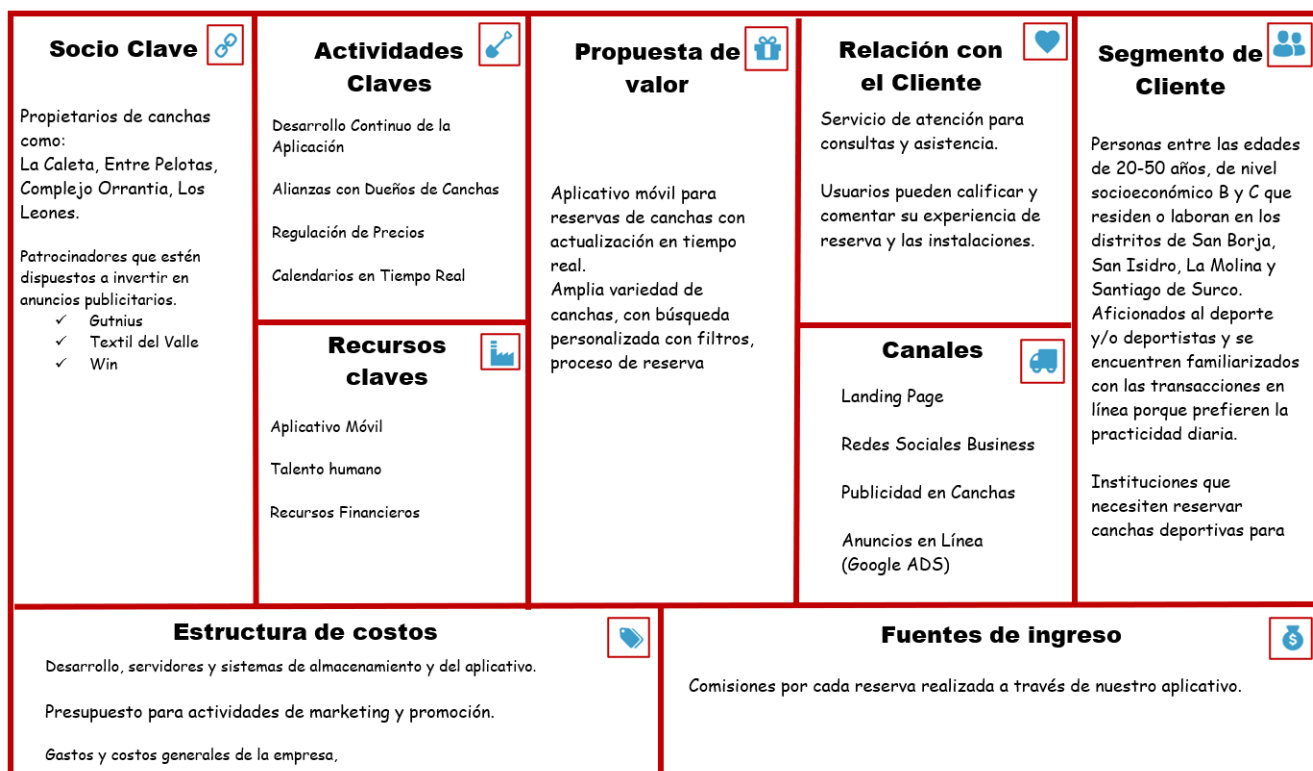 Socio Clave
Propietarios de canchas
como:
La Caleta, Entre Pelotas,
Complejo Orrantia, Los
Leones.
Patrocinadores que estén
dispuestos a invertir en
anuncios publicitarios.
✓ Gutnius
✓ Textil del Valle
✓ Win
Actividades
Claves
Desarrollo Continuo de la
Aplicación
Alianzas con Dueños de Canchas
Regulación de Precios
Calendarios en Tiempo Real
Recursos
claves
Aplicativo Móvil
Talento humano
Recursos Financieros
Propuesta de
valor
Aplicativo móvil para
reservas de canchas con
actualización en tiempo
real.
Amplia variedad de
canchas, con búsqueda
personalizada con filtros,
proceso de reserva
Relación con
el Cliente
Servicio de atención para
consultas y asistencia.
Usuarios pueden calificar y
comentar su experiencia de
reserva y las instalaciones.
Canales
Landing Page
Redes Sociales Business
Publicidad en Canchas
Anuncios en Línea
(Google ADS)
Segmento de
Cliente
Personas entre las edades
de 20-50 años, de nivel
socioeconómico B y C que
residen o laboran en los
distritos de San Borja,
San Isidro, La Molina y
Santiago de Surco.
Aficionados al deporte
y/o deportistas y se
encuentren familiarizados
con las transacciones en
línea porque prefieren la
practicidad diaria.
Instituciones que
necesiten reservar
canchas deportivas para
Estructura de costos
Desarrollo, servidores y sistemas de almacenamiento y del aplicativo.
Presupuesto para actividades de marketing y promoción.
Gastos y costos generales de la empresa,
Fuentes de ingreso
$
Comisiones por cada reserva realizada a través de nuestro aplicativo.